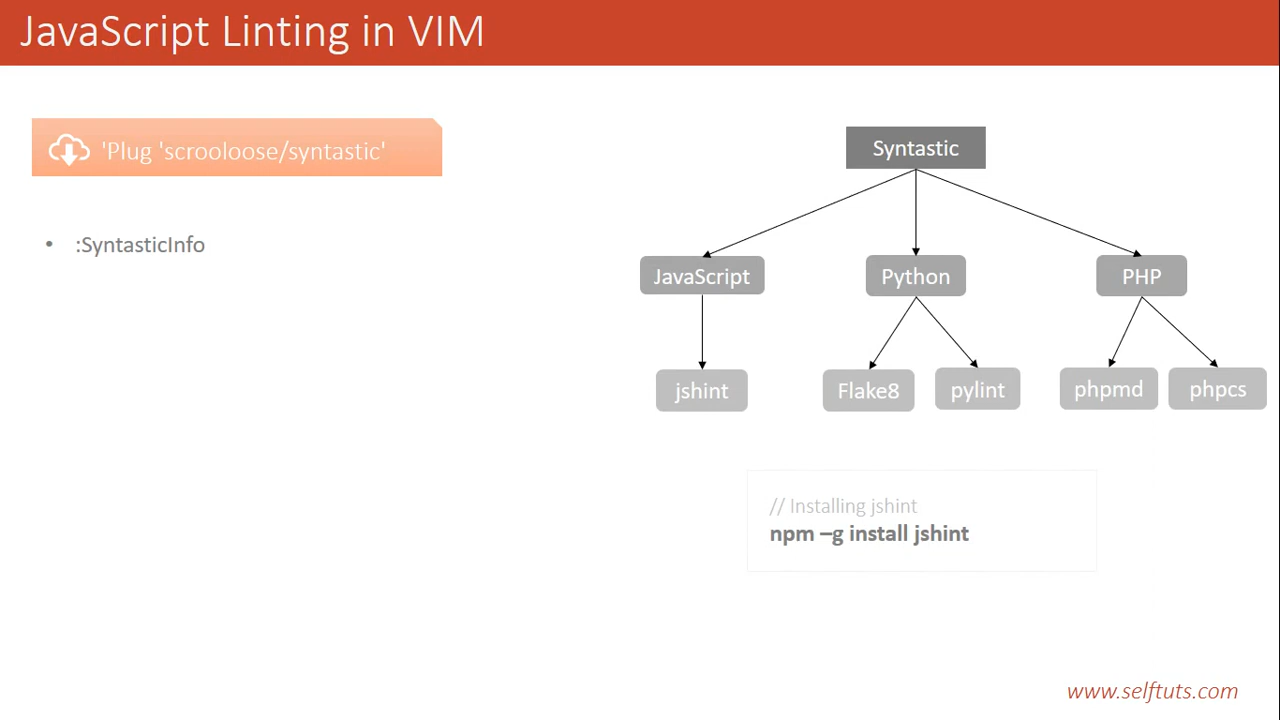 JavaScript Linting in VIM
'Plug 'scrooloose/syntastic'
• :SyntasticInfo
Syntastic
JavaScript Python PHP
jshint Flake8 pylint phpmd phpcs
// Installing jshint
npm –g install jshint
www.selftuts.com